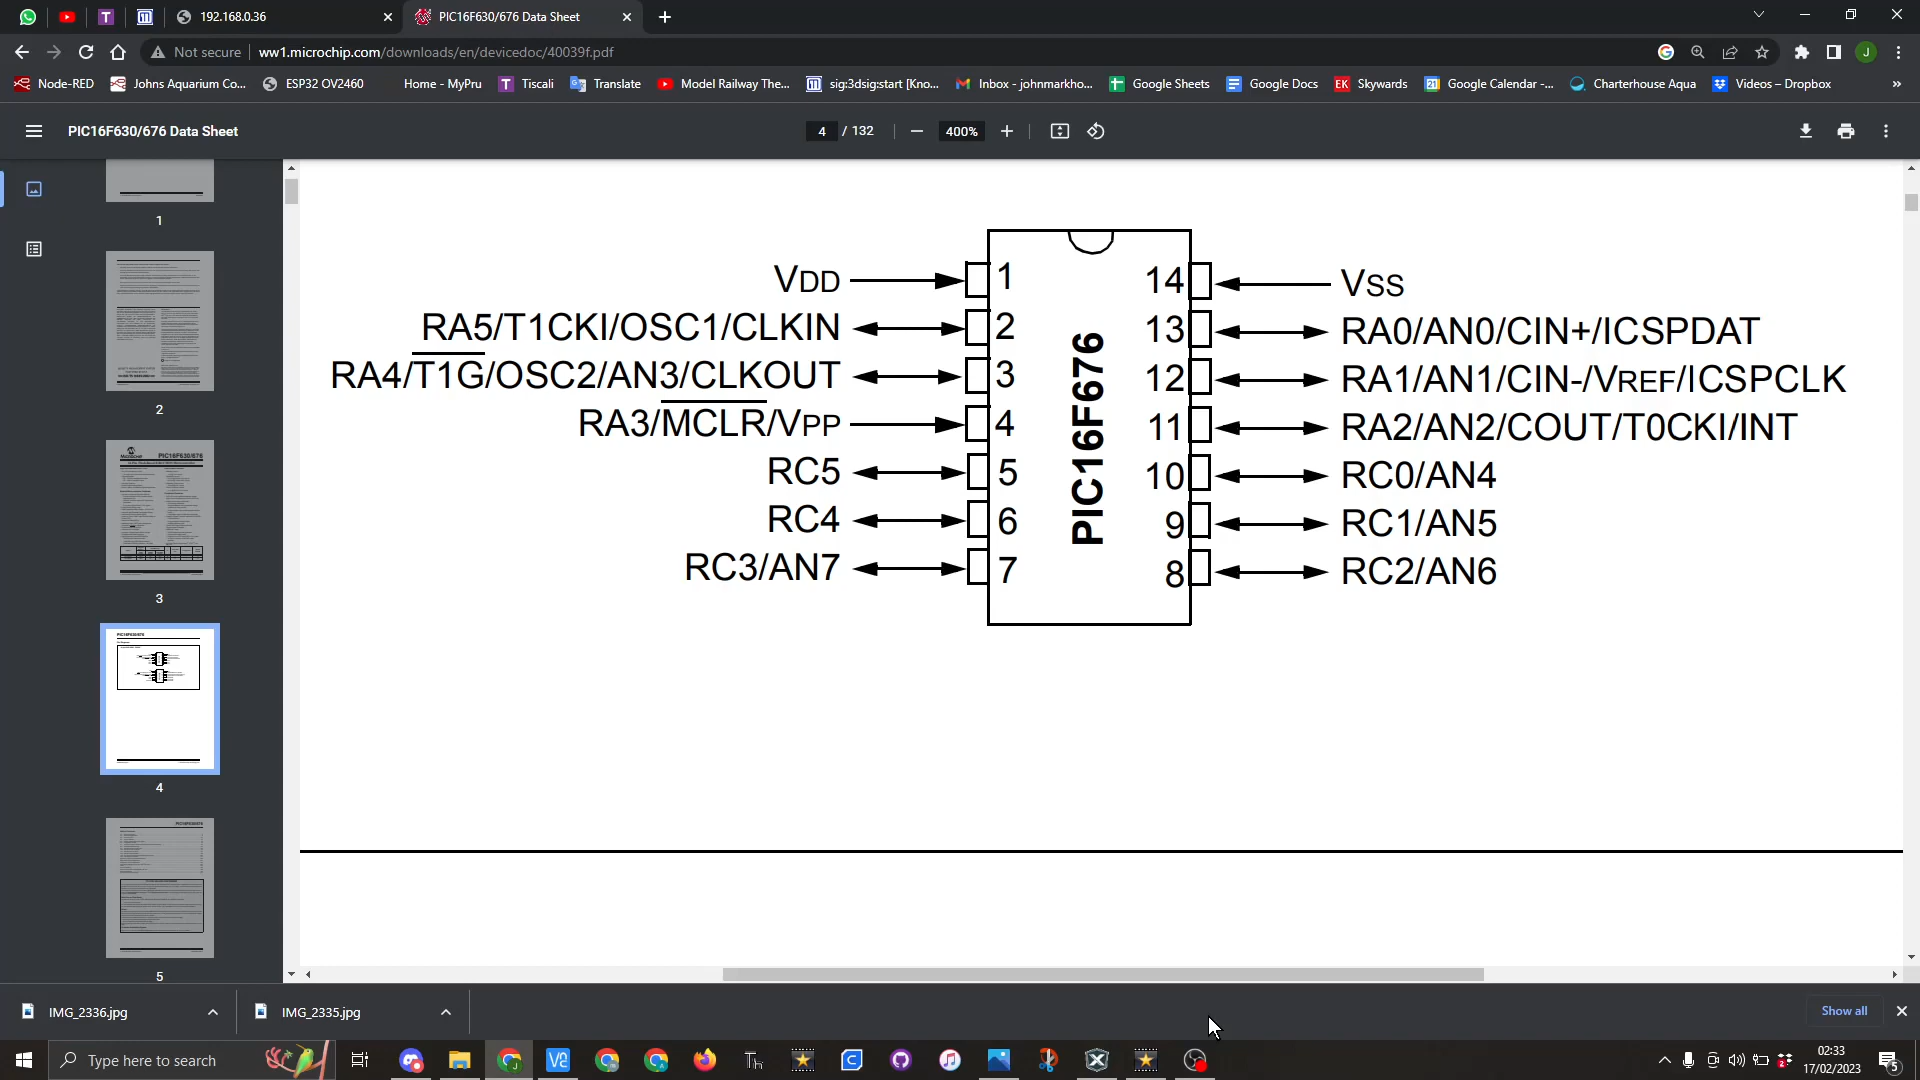 192.168.0.36
PIC16F630/676 Data Sheet
Not secure
ww1.microchip.com/downloads/en/devicedoc/40039f.pdf
J
Node-RED
Johns Aquarium Co...
ESP32 OV2460
Home - MyPru
Tiscali
Translate
Model Railway The...
sig:3dsig:start [Kno...
Inbox - johnmarkho...
Google Sheets
Google Docs
EK Skywards
Google Calendar -...
Charterhouse Aqua
Videos – Dropbox
»
PIC16F630/676 Data Sheet
4 / 132
400%
1
2
3
4
5
PIC16F676
VDD 1
RA5/T1CKI/OSC1/CLKIN 2
RA4/T1G/OSC2/AN3/CLKOUT 3
RA3/MCLR/VPP 4
RC5 5
RC4 6
RC3/AN7 7
14 VSS
13 RA0/AN0/CIN+/ICSPDAT
12 RA1/AN1/CIN-/VREF/ICSPCLK
11 RA2/AN2/COUT/T0CKI/INT
10 RC0/AN4
9 RC1/AN5
8 RC2/AN6
IMG_2336.jpg
IMG_2335.jpg
Show all
Type here to search
02:33
17/02/2023
5